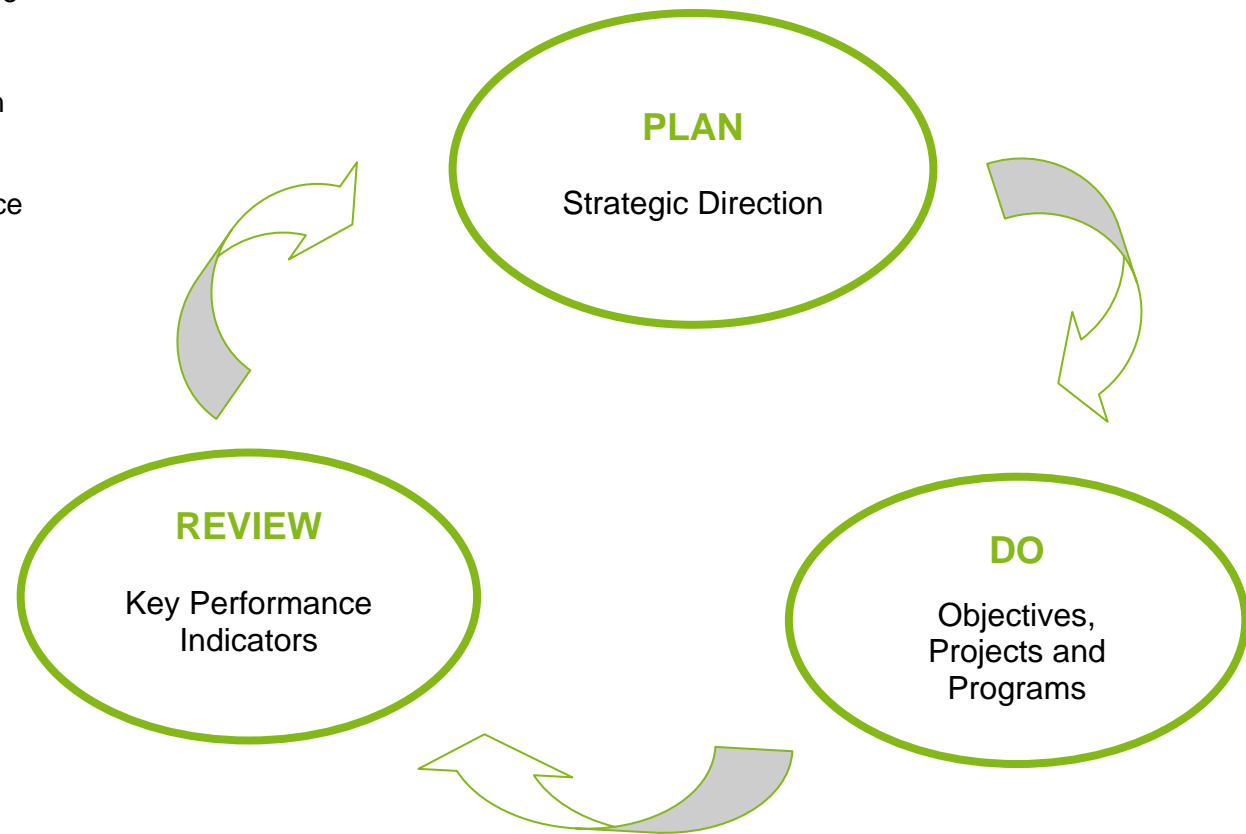 PLAN
Strategic Direction
REVIEW
Key Performance
Indicators
DO
Objectives,
Projects and
Programs